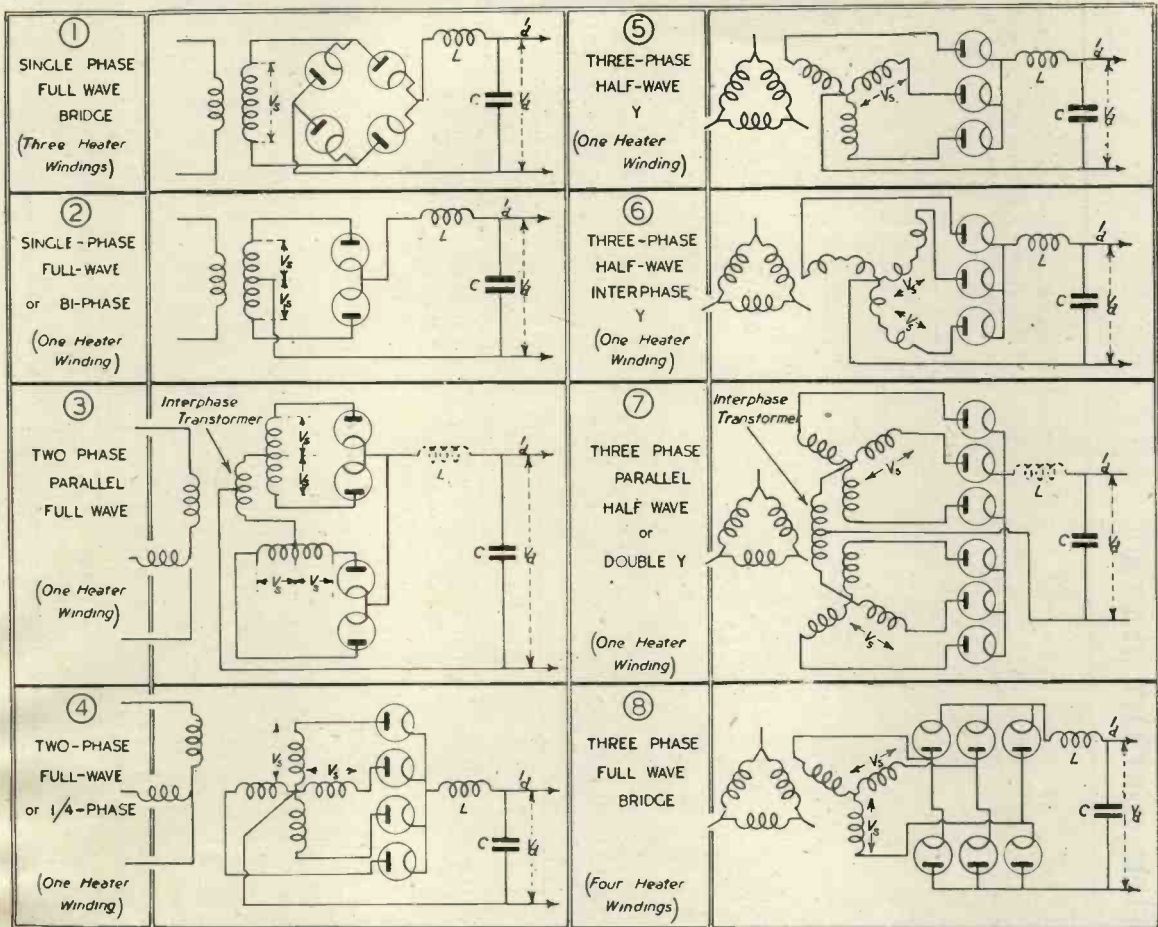 ①
SINGLE PHASE
FULL WAVE
BRIDGE
(Three Heater
Windings)
Vs
L
C
Id
Vd
②
SINGLE-PHASE
FULL-WAVE
or BI-PHASE
(One Heater
Winding)
Vs
Vs
L
C
Id
Vd
③
TWO PHASE
PARALLEL
FULL WAVE
(One Heater
Winding)
Interphase
Transformer
Vs
Vs
Vs
Vs
L
C
Id
Vd
④
TWO-PHASE
FULL-WAVE
or 1/4-PHASE
(One Heater
Winding)
Vs
Vs
L
C
Id
Vd
⑤
THREE-PHASE
HALF-WAVE
Y
(One Heater
Winding)
Vs
L
C
Id
Vd
⑥
THREE-PHASE
HALF-WAVE
INTERPHASE
Y
(One Heater
Winding)
Vs
Vs
L
C
Id
Vd
⑦
THREE PHASE
PARALLEL
HALF WAVE
or
DOUBLE Y
(One Heater
Winding)
Interphase
Transformer
Vs
Vs
L
C
Id
Vd
⑧
THREE PHASE
FULL WAVE
BRIDGE
(Four Heater
Windings)
Vs
Vs
L
C
Id
Vd